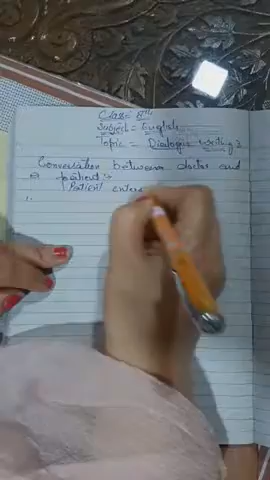 Class= 8th
Subject = English
Topic = Dialogue writing
Conversation between doctor and
a patient :-
(Patient enters